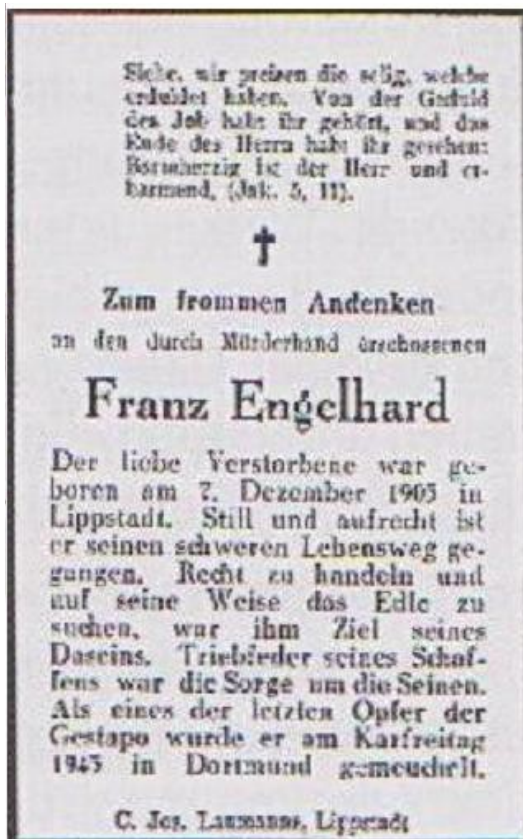 Siehe, wir preisen die selig, welche
erduldet haben. Von der Geduld
des Job habt ihr gehört, und das
Ende des Herrn habt ihr gesehen:
Barmherzig ist der Herr und er-
barmend, (Jak. 5, 11).
✝
Zum frommen Andenken
an den durch Mörderhand erschossenen
Franz Engelhard
Der liebe Verstorbene war ge-
boren am 7. Dezember in
Lippstadt. Still und aufrecht ist
er seinen schweren Lebensweg ge-
gangen. Recht zu handeln und
auf seine Weise das Edle zu
suchen, war ihm Ziel seines
Daseins. Triebfeder seines Schaf-
fens war die Sorge um die Seinen.
Als eines der letzten Opfer der
Gestapo wurde er am Karfreitag
1945 in Dortmund gemeuchelt.
C. Jos. Laumanns, Lippstadt